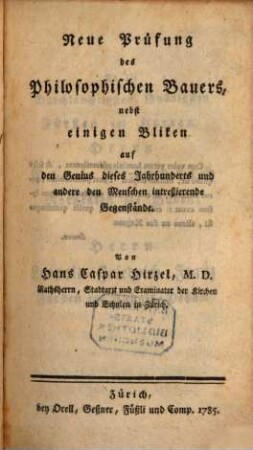 Neue Prüfung
des
Philosophischen Bauers,
nebst
einigen Bliken
auf
den Genius dieses Jahrhunderts und
andere den Menschen intreßierende
Gegenstände.
Von
Hans Caspar Hirzel, M. D.
Rathsherrn, Stadtarzt und Examinator der Kirchen
und Schulen in Zürich.
Zürich,
bey Orell, Geßner, Füßli und Comp. 1785.